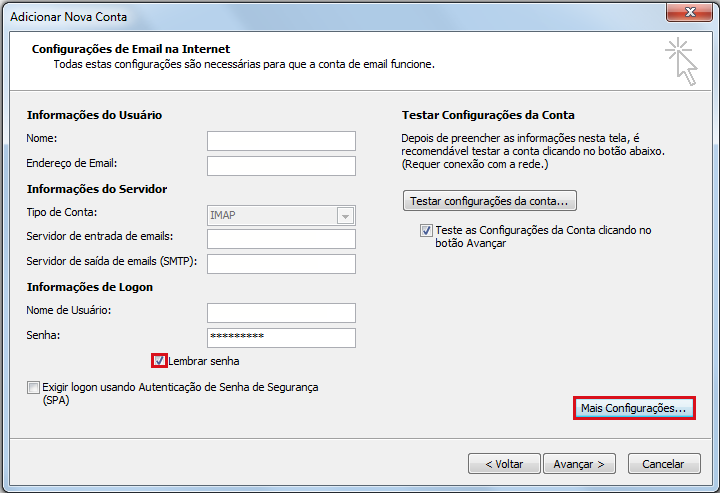 Adicionar Nova Conta
Configurações de Email na Internet
Todas estas configurações são necessárias para que a conta de email funcione.
Informações do Usuário
Nome:
Endereço de Email:
Informações do Servidor
Tipo de Conta:
IMAP
Servidor de entrada de emails:
Servidor de saída de emails (SMTP):
Informações de Logon
Nome de Usuário:
Senha:
*********
Lembrar senha
Exigir logon usando Autenticação de Senha de Segurança
(SPA)
Testar Configurações da Conta
Depois de preencher as informações nesta tela, é
recomendável testar a conta clicando no botão abaixo.
(Requer conexão com a rede.)
Testar configurações da conta...
Teste as Configurações da Conta clicando no
botão Avançar
Mais Configurações...
< Voltar
Avançar >
Cancelar